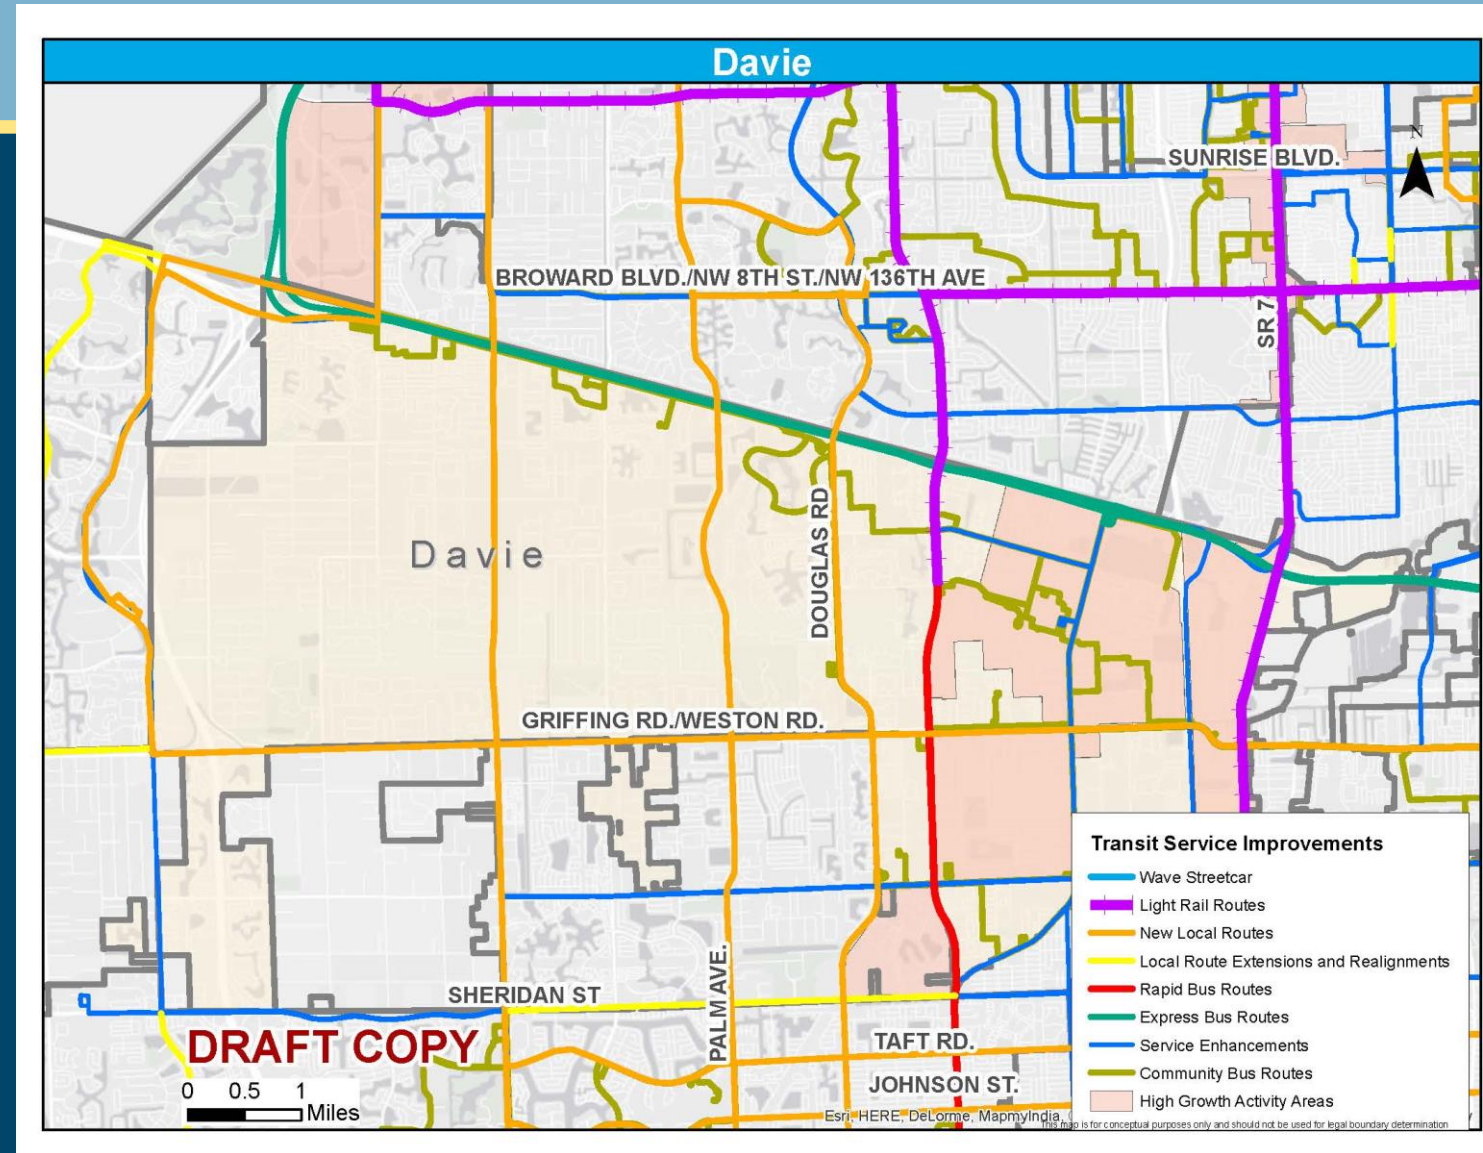 Davie
N
SUNRISE BLVD.
BROWARD BLVD./NW 8TH ST./NW 136TH AVE
SR 7
Davie
DOUGLAS RD
GRIFFING RD./WESTON RD.
PALM AVE.
SHERIDAN ST
TAFT RD.
JOHNSON ST.
DRAFT COPY
0 0.5 1
Miles
Transit Service Improvements
Wave Streetcar
Light Rail Routes
New Local Routes
Local Route Extensions and Realignments
Rapid Bus Routes
Express Bus Routes
Service Enhancements
Community Bus Routes
High Growth Activity Areas
Esri, HERE, DeLorme, MapmyIndia,
This map is for conceptual purposes only and should not be used for legal boundary determination